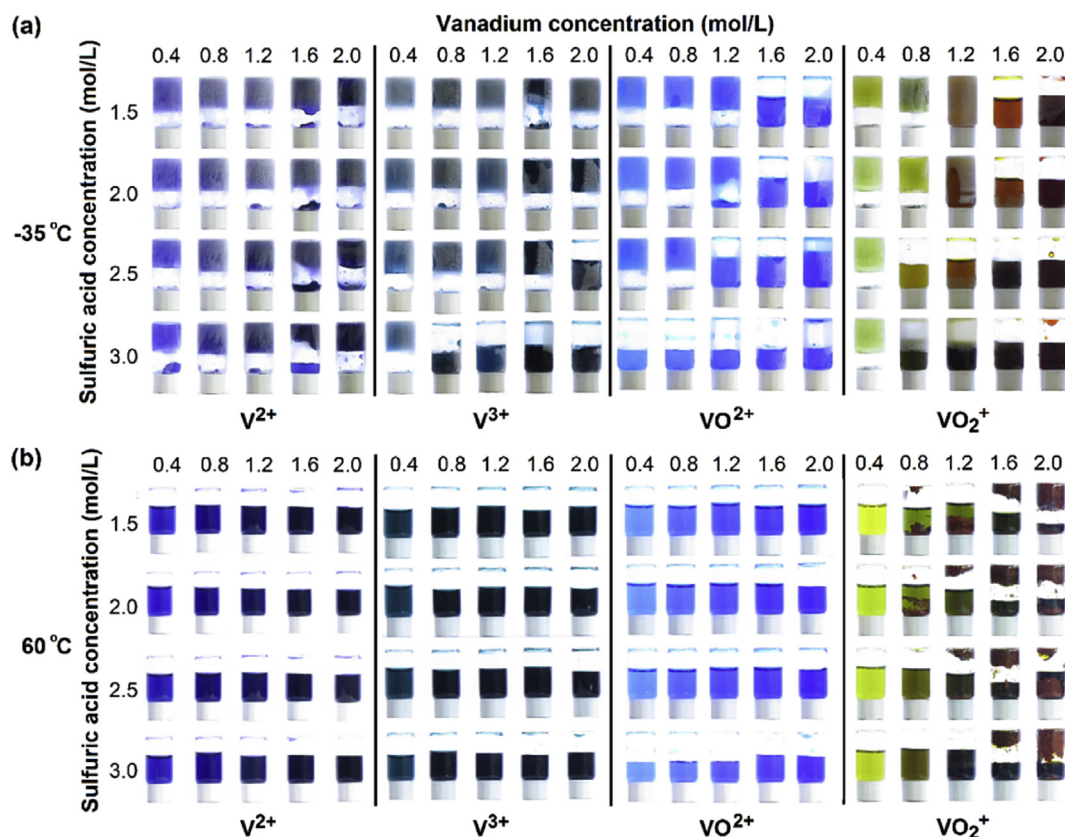 (a) Vanadium concentration (mol/L)
0.4 0.8 1.2 1.6 2.0 0.4 0.8 1.2 1.6 2.0 0.4 0.8 1.2 1.6 2.0 0.4 0.8 1.2 1.6 2.0
Sulfuric acid concentration (mol/L)
1.5
2.0
-35 °C
2.5
3.0
V²⁺ V³⁺ VO²⁺ VO₂⁺
(b)
0.4 0.8 1.2 1.6 2.0 0.4 0.8 1.2 1.6 2.0 0.4 0.8 1.2 1.6 2.0 0.4 0.8 1.2 1.6 2.0
Sulfuric acid concentration (mol/L)
1.5
2.0
60 °C
2.5
3.0
V²⁺ V³⁺ VO²⁺ VO₂⁺